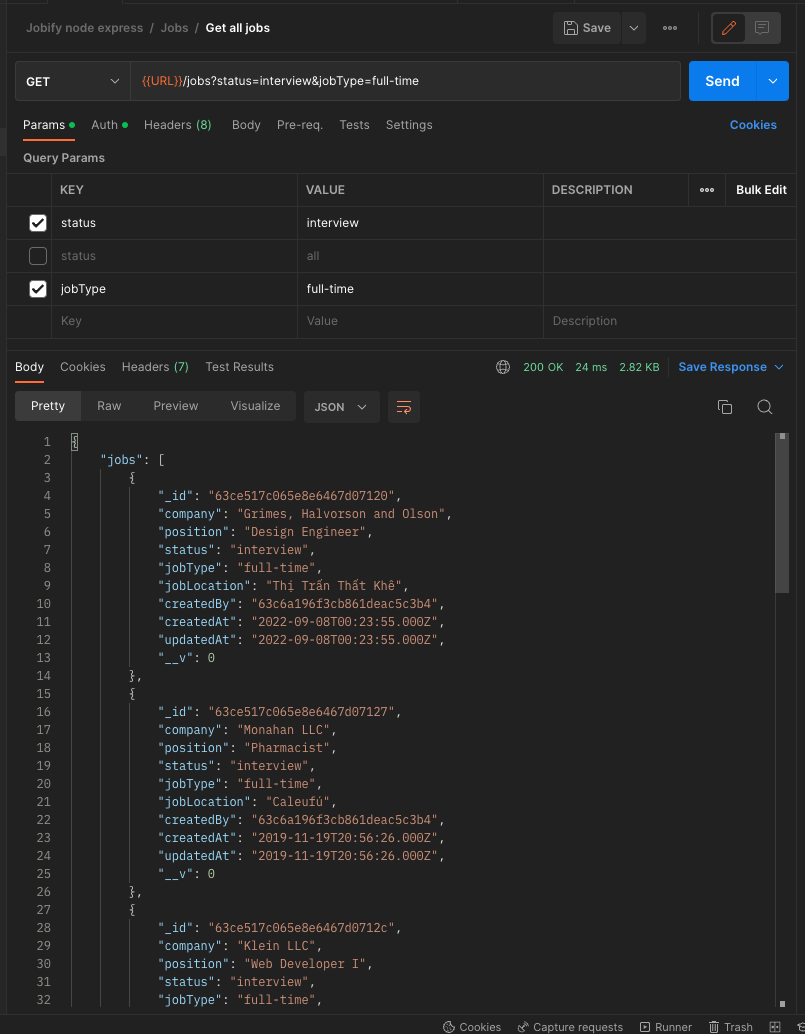 Jobify node express / Jobs / Get all jobs Save
GET {{URL}}/jobs?status=interview&jobType=full-time Send
Params Auth Headers (8) Body Pre-req. Tests Settings Cookies
Query Params
KEY VALUE DESCRIPTION Bulk Edit
status interview
status all
jobType full-time
Key Value Description
Body Cookies Headers (7) Test Results 200 OK 24 ms 2.82 KB Save Response
Pretty Raw Preview Visualize JSON
1 {
2 "jobs": [
3 {
4 "_id": "63ce517c065e8e6467d07120",
5 "company": "Grimes, Halvorson and Olson",
6 "position": "Design Engineer",
7 "status": "interview",
8 "jobType": "full-time",
9 "jobLocation": "Thị Trấn Thất Khê",
10 "createdBy": "63c6a196f3cb861deac5c3b4",
11 "createdAt": "2022-09-08T00:23:55.000Z",
12 "updatedAt": "2022-09-08T00:23:55.000Z",
13 "__v": 0
14 },
15 {
16 "_id": "63ce517c065e8e6467d07127",
17 "company": "Monahan LLC",
18 "position": "Pharmacist",
19 "status": "interview",
20 "jobType": "full-time",
21 "jobLocation": "Caleufú",
22 "createdBy": "63c6a196f3cb861deac5c3b4",
23 "createdAt": "2019-11-19T20:56:26.000Z",
24 "updatedAt": "2019-11-19T20:56:26.000Z",
25 "__v": 0
26 },
27 {
28 "_id": "63ce517c065e8e6467d0712c",
29 "company": "Klein LLC",
30 "position": "Web Developer I",
31 "status": "interview",
32 "jobType": "full-time",
Cookies Capture requests Runner Trash